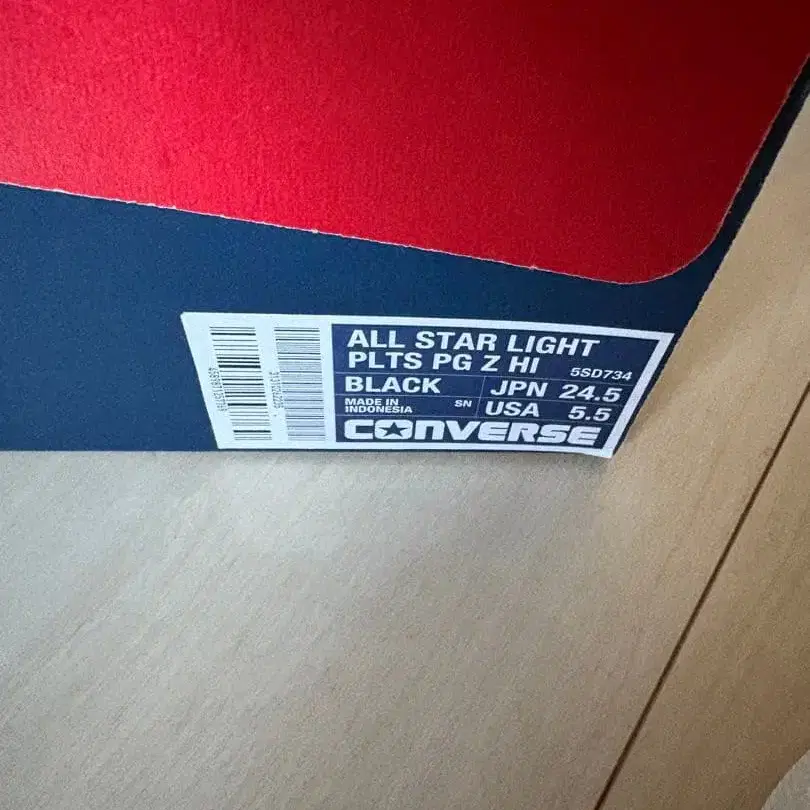 ALL STAR LIGHT
PLTS PG Z HI 5SD734
BLACK JPN 24.5
MADE IN
INDONESIA SN USA 5.5
CONVERSE